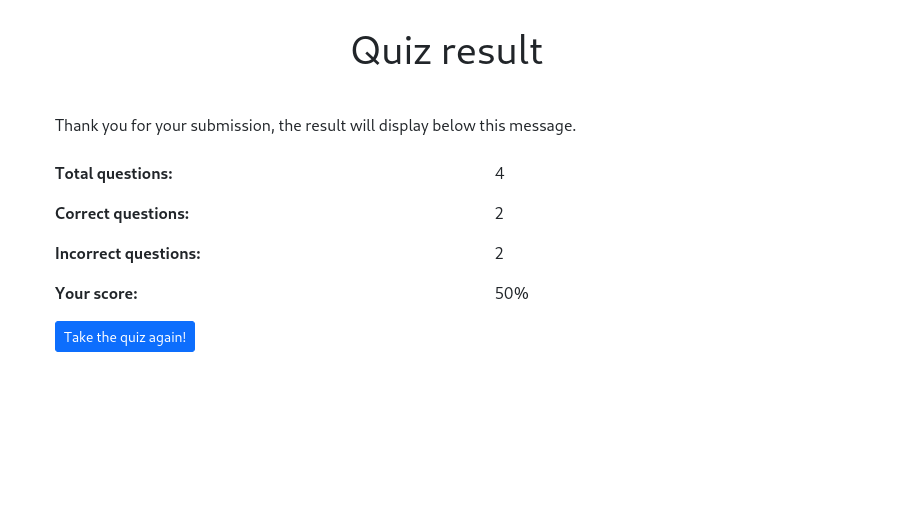 Quiz result
Thank you for your submission, the result will display below this message.
Total questions: 4
Correct questions: 2
Incorrect questions: 2
Your score: 50%
Take the quiz again!